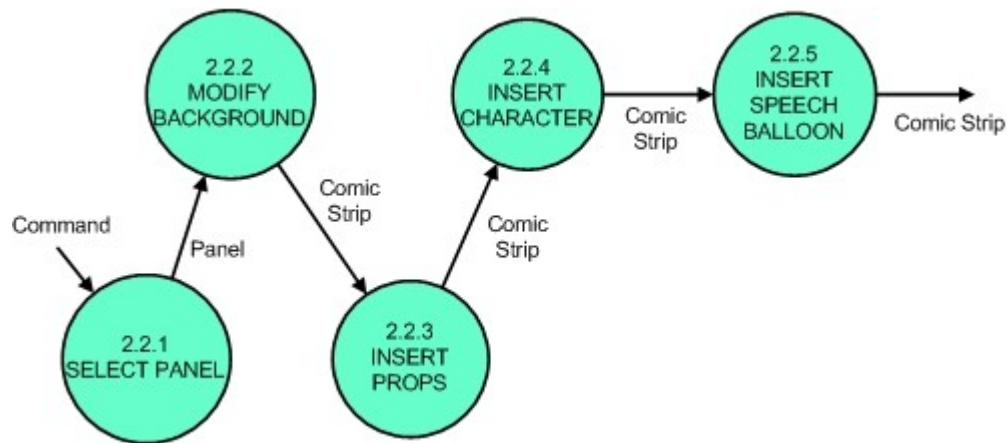 Command
2.2.1
SELECT PANEL
Panel
2.2.2
MODIFY
BACKGROUND
Comic
Strip
2.2.3
INSERT
PROPS
Comic
Strip
2.2.4
INSERT
CHARACTER
Comic
Strip
2.2.5
INSERT
SPEECH
BALLOON
Comic Strip